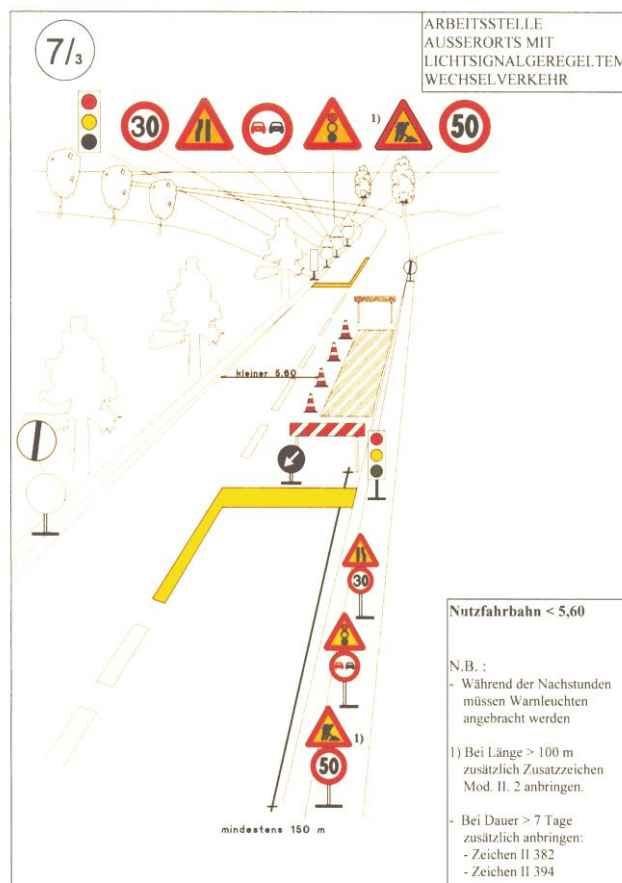 7/3
ARBEITSSTELLE
AUSSERORTS MIT
LICHTSIGNALGEREGELTEM
WECHSELVERKEHR
30
1)
50
kleiner 5.60
30
1)
50
mindestens 150 m
Nutzfahrbahn < 5,60
N.B. :
- Während der Nachstunden
müssen Warnleuchten
angebracht werden
1) Bei Länge > 100 m
zusätzlich Zusatzzeichen
Mod. II. 2 anbringen.
- Bei Dauer > 7 Tage
zusätzlich anbringen:
- Zeichen II 382
- Zeichen II 394